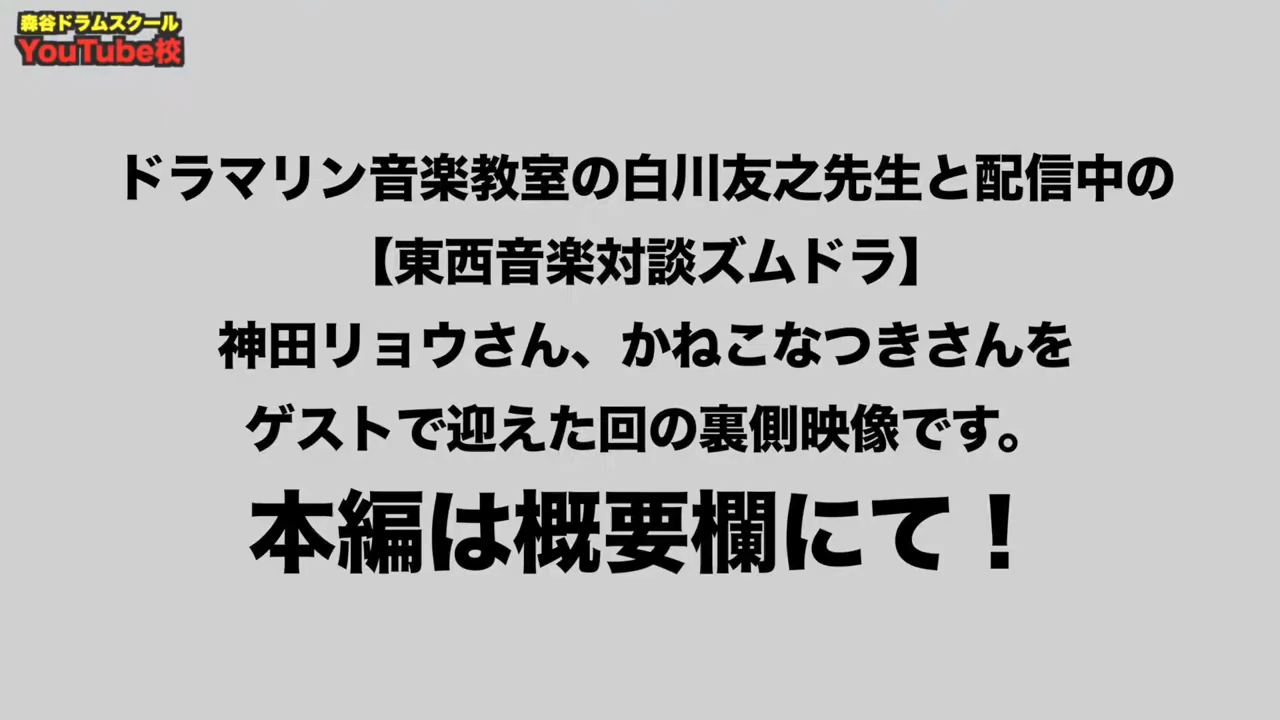 森谷ドラムスクール
YouTube校
ドラマリン音楽教室の白川友之先生と配信中の
【東西音楽対談ズムドラ】
神田リョウさん、かねこなつきさんを
ゲストで迎えた回の裏側映像です。
本編は概要欄にて！